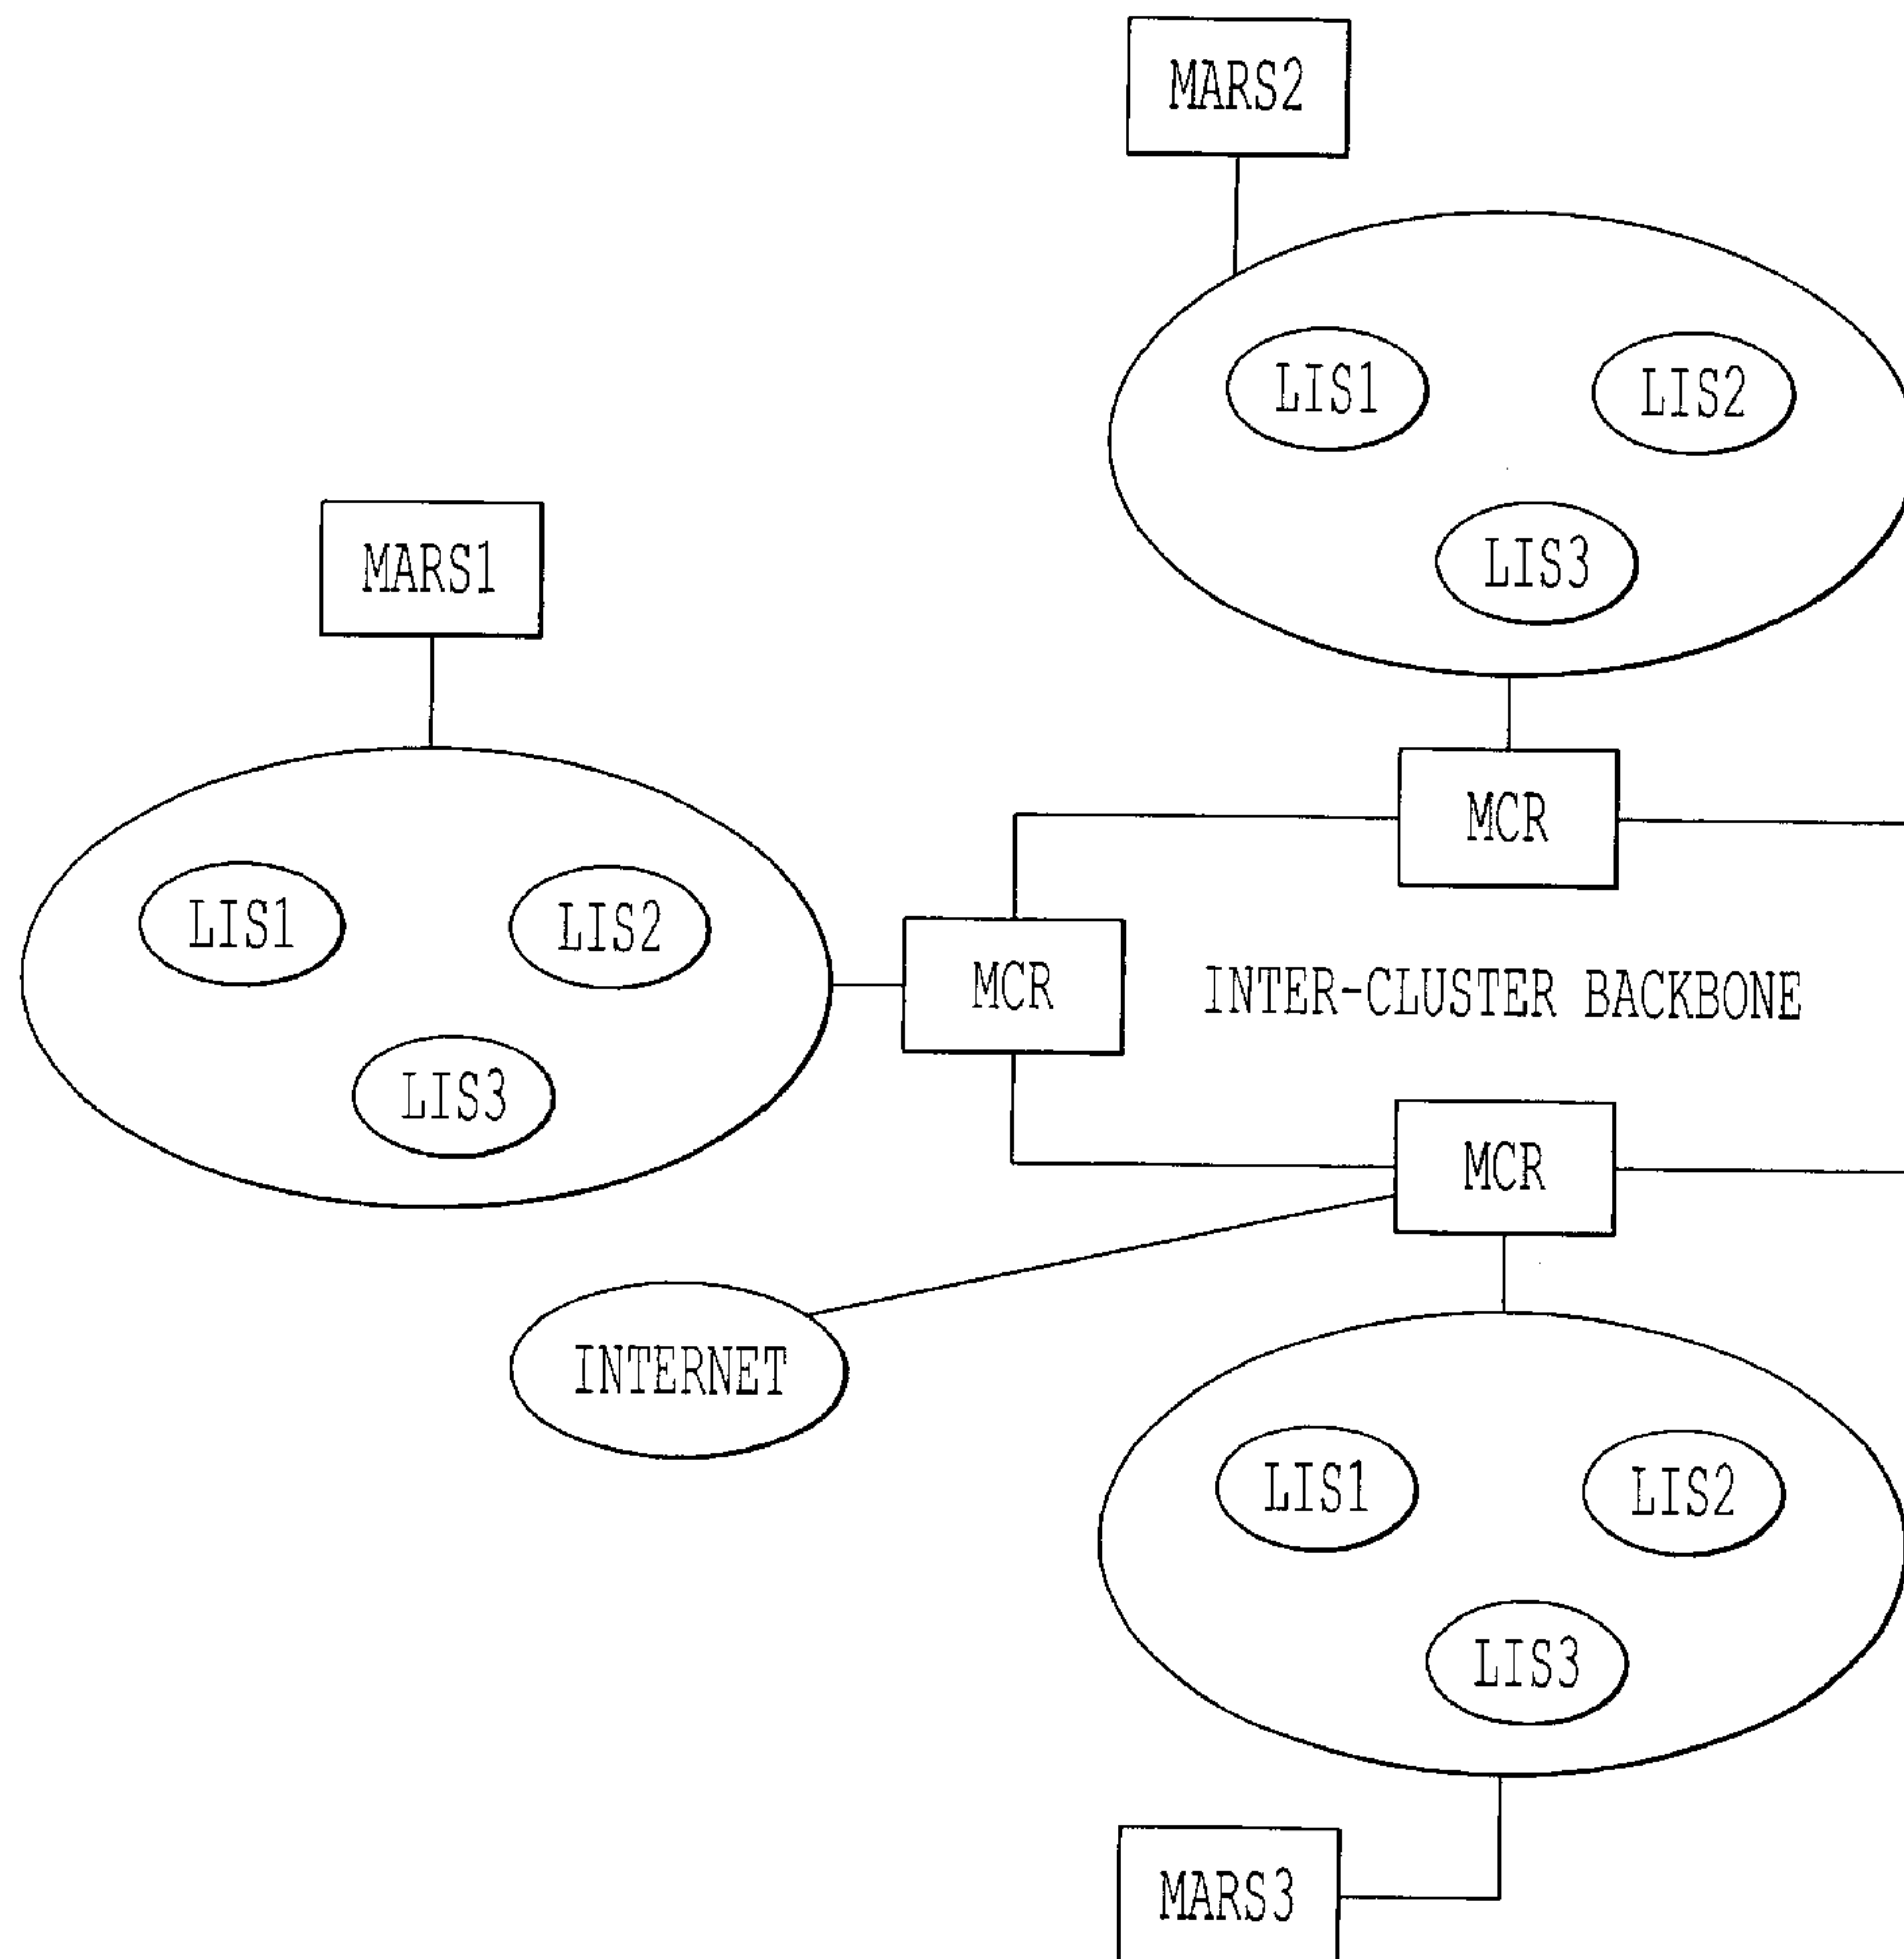 MARS2
LIS1
LIS2
LIS3
MARS1
MCR
LIS1
LIS2
MCR
INTER-CLUSTER BACKBONE
LIS3
MCR
INTERNET
LIS1
LIS2
LIS3
MARS3